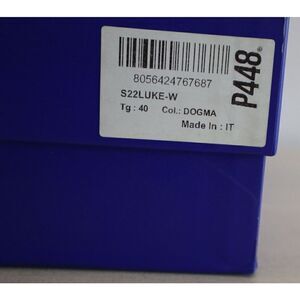 8056424767687
S22LUKE-W
Tg : 40 Col.: DOGMA
Made In : IT
P448®